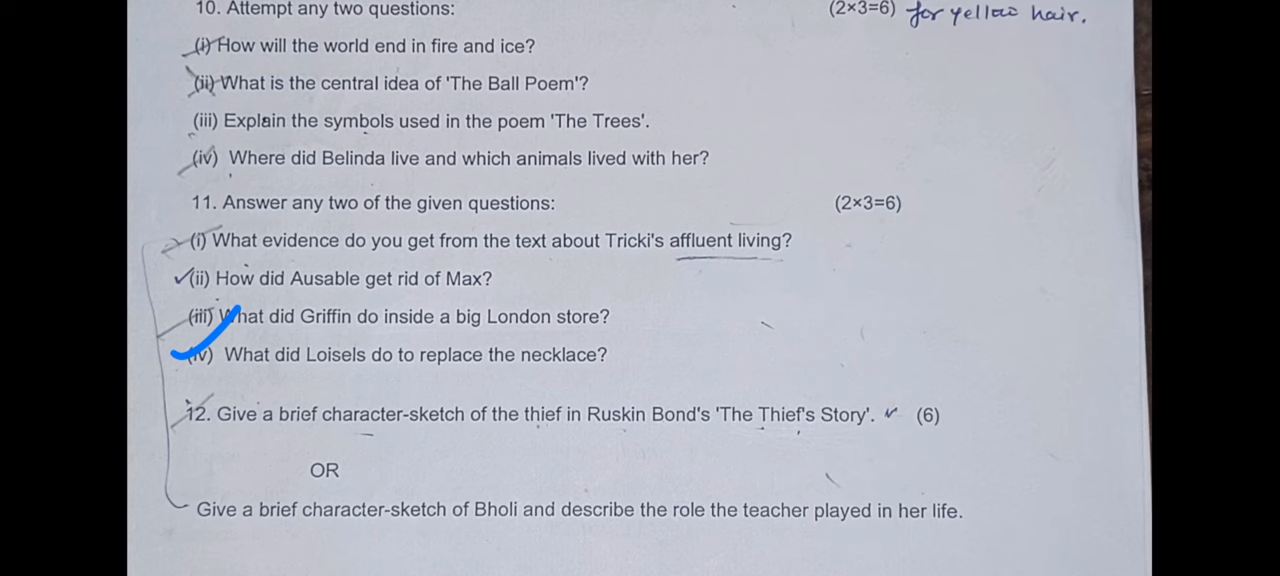 10. Attempt any two questions: (2×3=6) for yellow hair.
(i) How will the world end in fire and ice?
(ii) What is the central idea of 'The Ball Poem'?
(iii) Explain the symbols used in the poem 'The Trees'.
(iv) Where did Belinda live and which animals lived with her?
11. Answer any two of the given questions: (2×3=6)
(i) What evidence do you get from the text about Tricki's affluent living?
(ii) How did Ausable get rid of Max?
(iii) What did Griffin do inside a big London store?
(iv) What did Loisels do to replace the necklace?
12. Give a brief character-sketch of the thief in Ruskin Bond's 'The Thief's Story'. (6)
OR
Give a brief character-sketch of Bholi and describe the role the teacher played in her life.